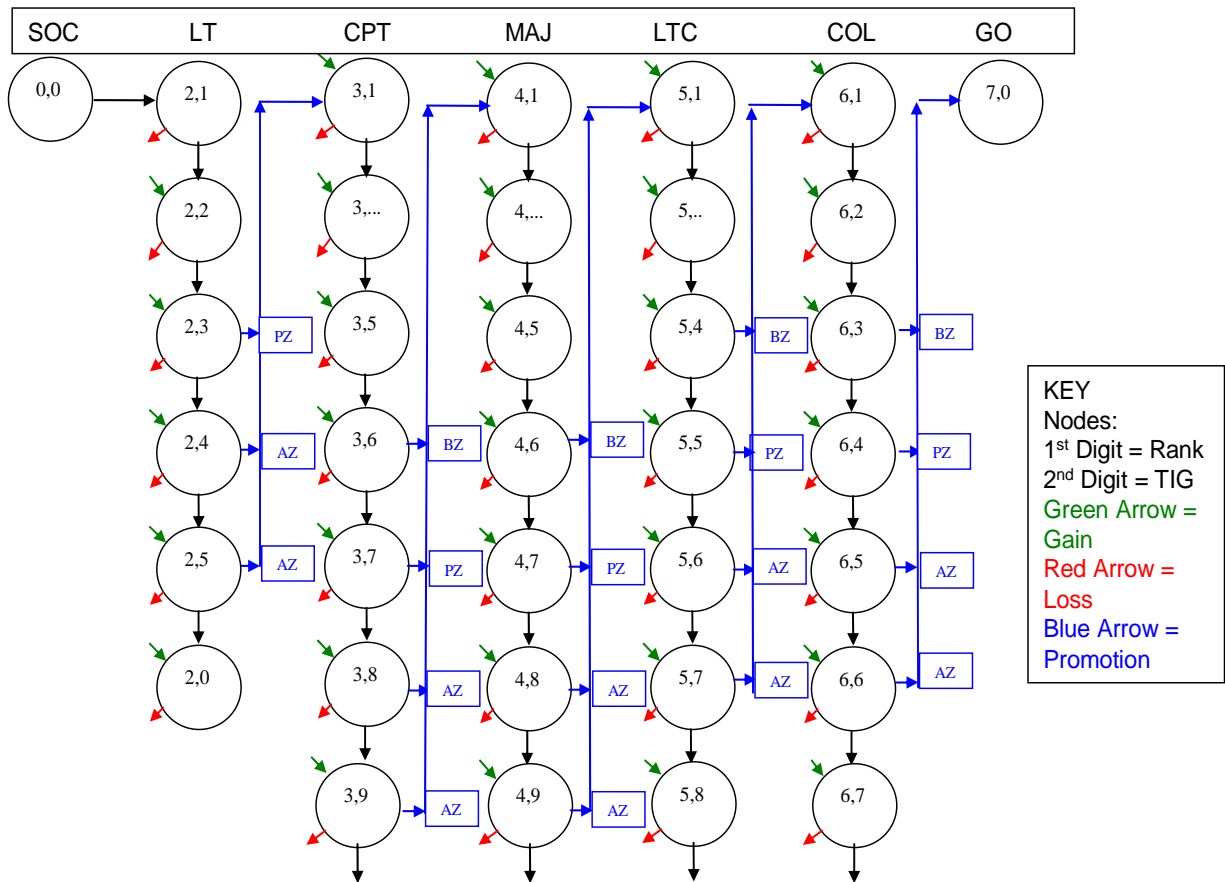 SOC LT CPT MAJ LTC COL GO
0,0 2,1 3,1 4,1 5,1 6,1 7,0
2,2 3,... 4,... 5,.. 6,2
2,3 PZ 3,5 4,5 5,4 BZ 6,3 BZ
2,4 AZ 3,6 BZ 4,6 BZ 5,5 PZ 6,4 PZ
2,5 AZ 3,7 PZ 4,7 PZ 5,6 AZ 6,5 AZ
2,0 3,8 AZ 4,8 AZ 5,7 AZ 6,6 AZ
3,9 AZ 4,9 AZ 5,8 6,7
KEY
Nodes:
1st Digit = Rank
2nd Digit = TIG
Green Arrow =
Gain
Red Arrow =
Loss
Blue Arrow =
Promotion